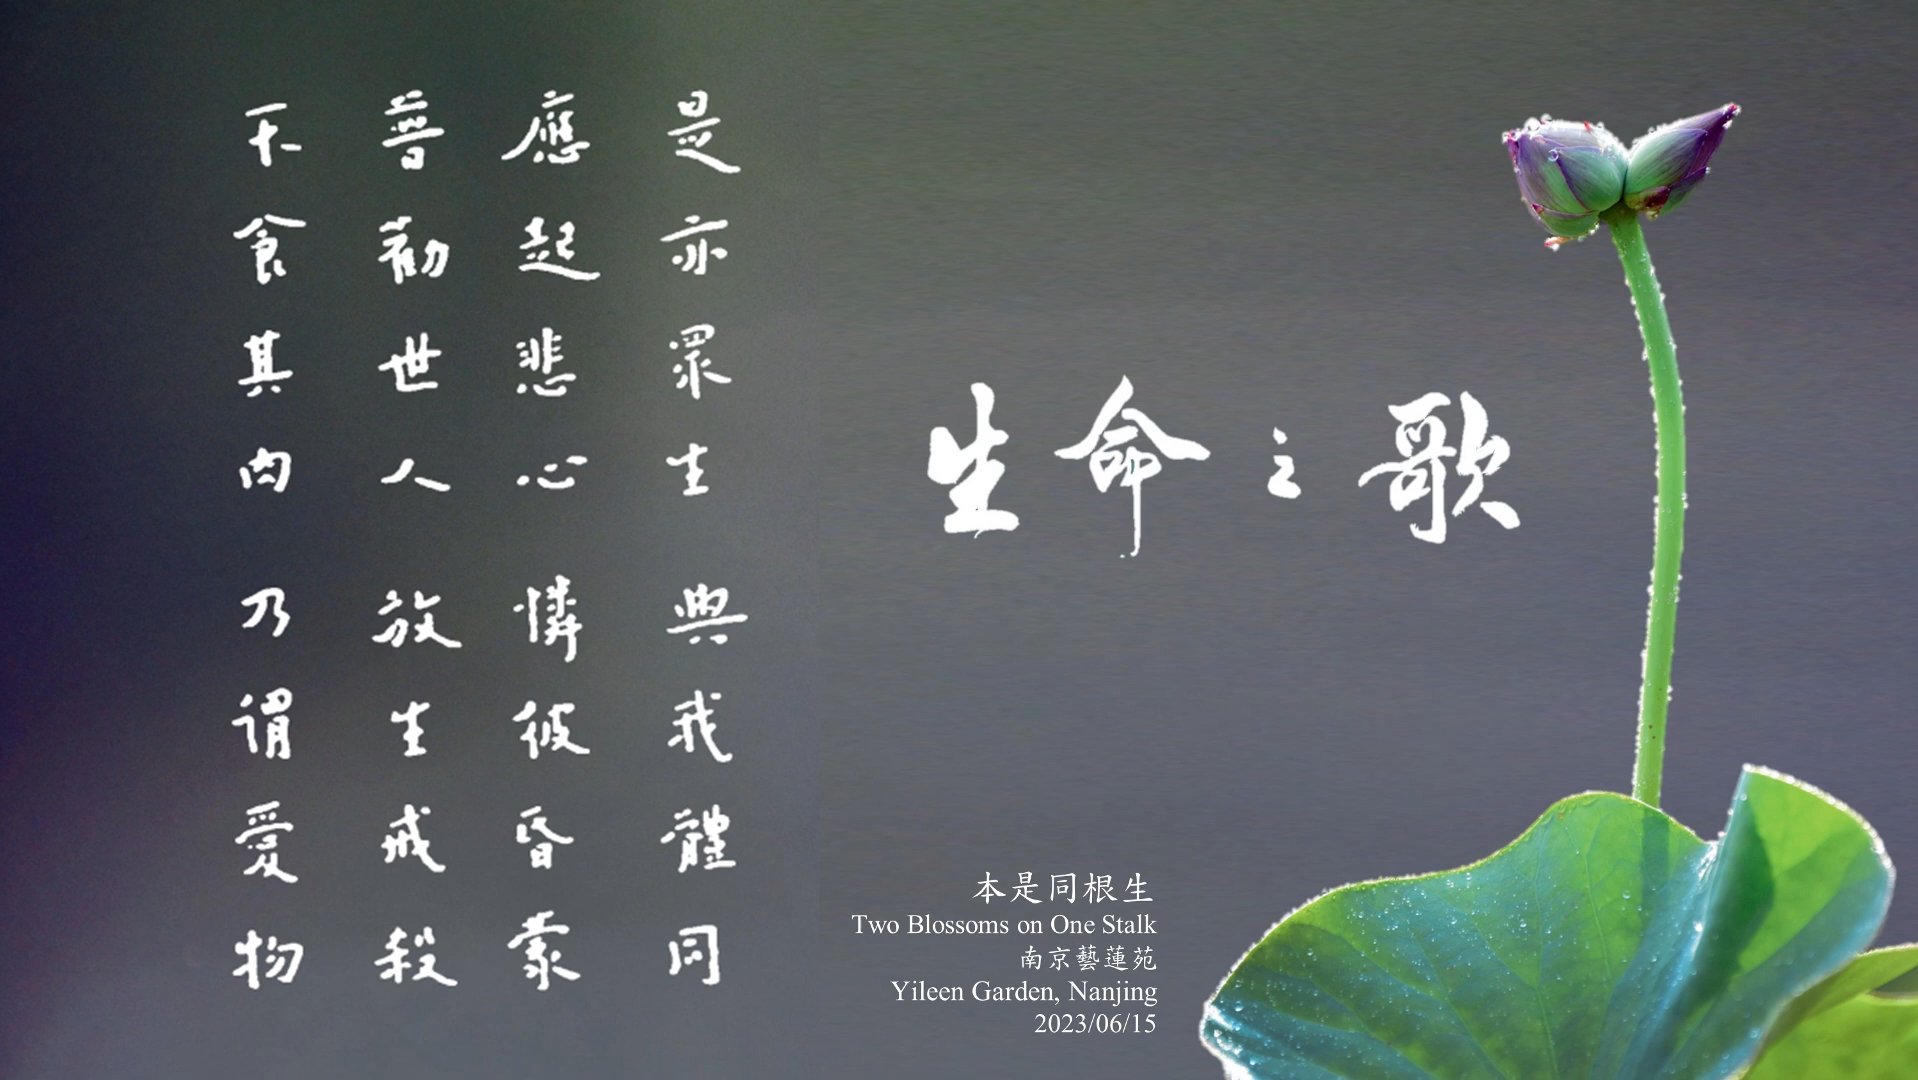 是亦眾生 與我體同
應起悲心 憐彼昏蒙
普勸世人 放生戒殺
不食其肉 乃謂愛物
生命之歌
本是同根生
Two Blossoms on One Stalk
南京藝蓮苑
Yileen Garden, Nanjing
2023/06/15